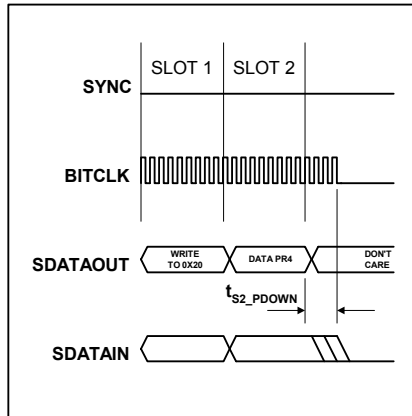 SLOT 1 SLOT 2
SYNC
BITCLK
SDATAOUT
WRITE
TO 0X20
DATA PR4
DON'T
CARE
tS2_PDOWN
SDATAIN